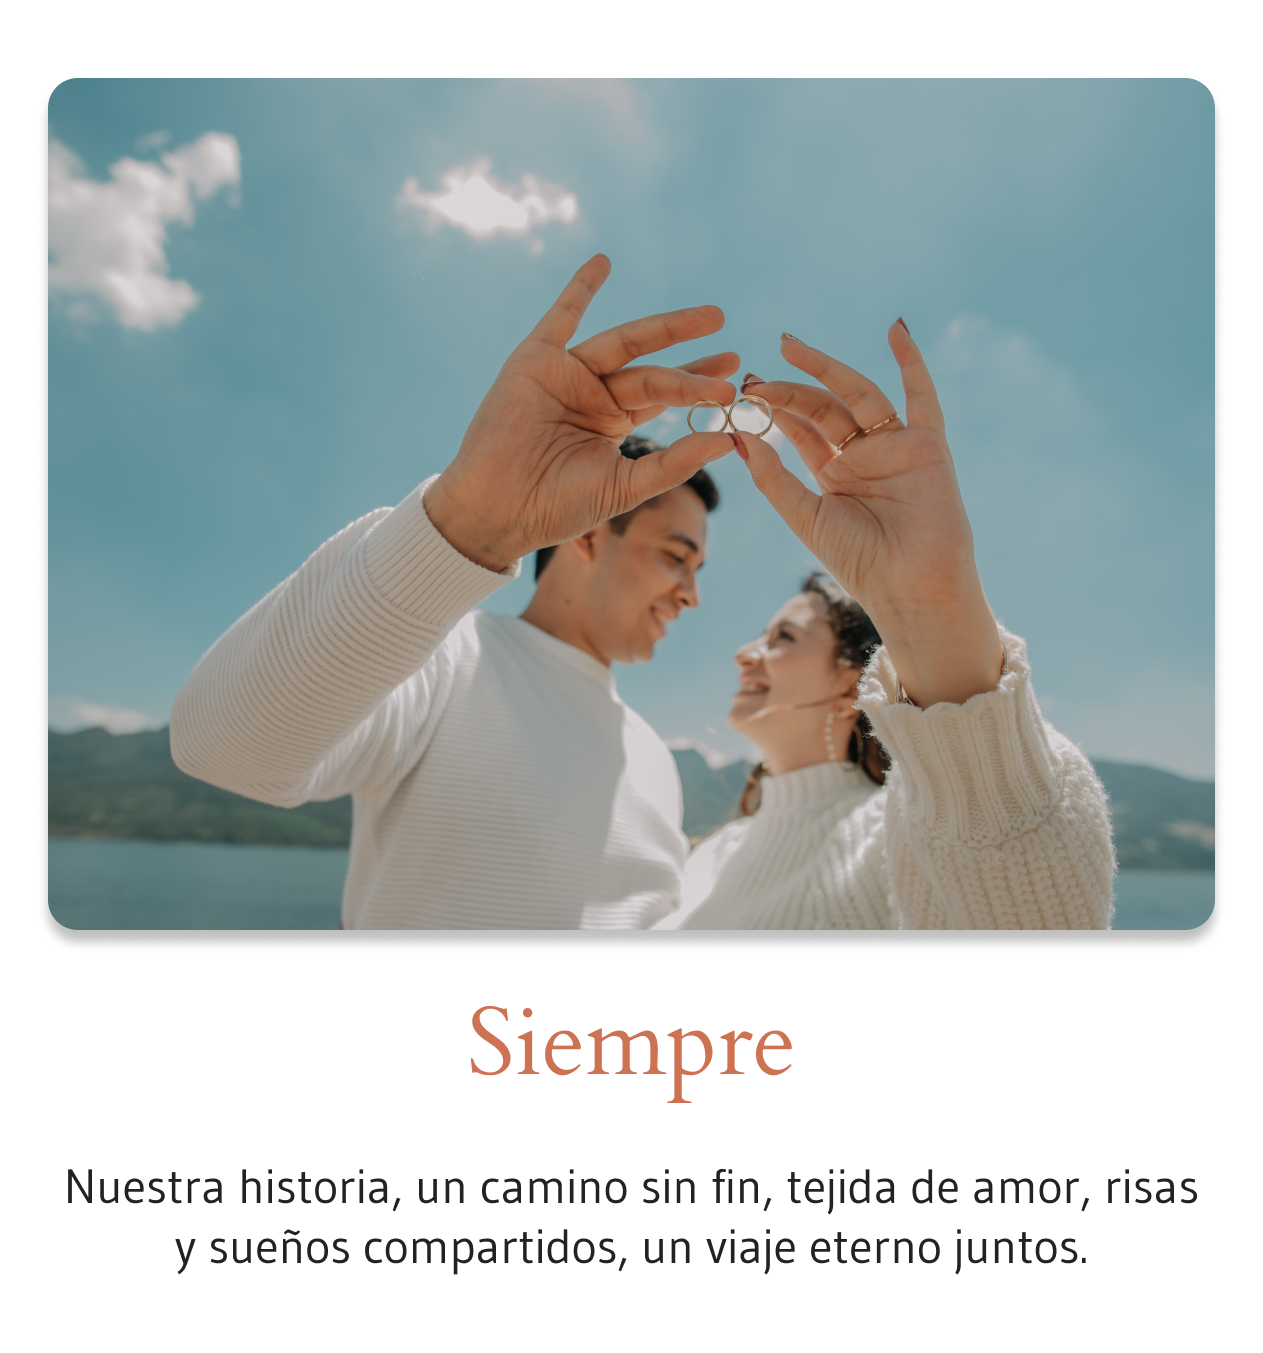 Siempre
Nuestra historia, un camino sin fin, tejida de amor, risas
y sueños compartidos, un viaje eterno juntos.